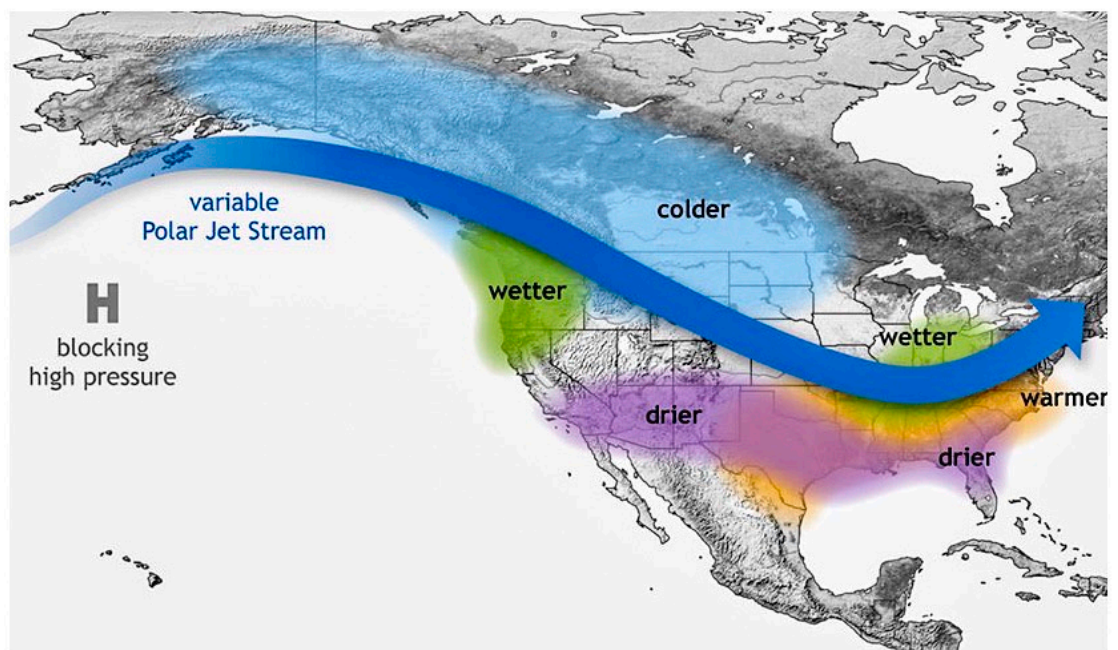 variable
Polar Jet Stream
colder
H
wetter
blocking
high pressure
wetter
warmer
drier
drier